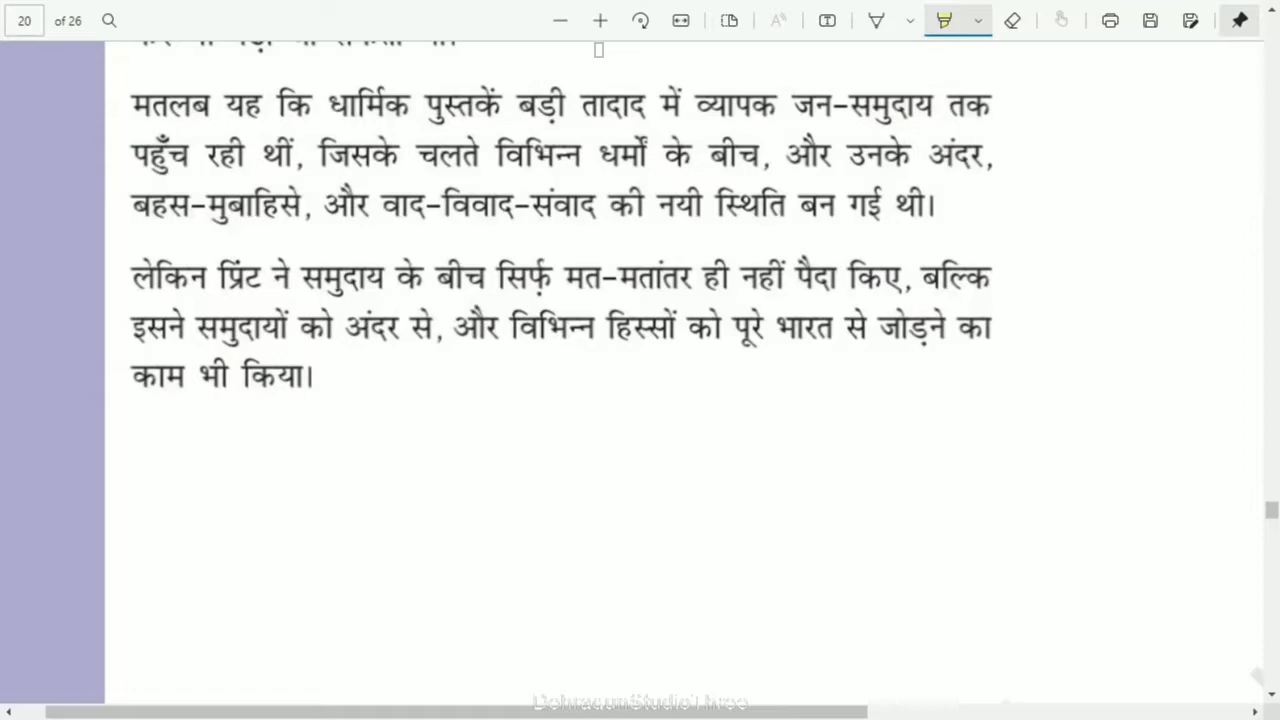 20 of 26
मतलब यह कि धार्मिक पुस्तकें बड़ी तादाद में व्यापक जन-समुदाय तक
पहुँच रही थीं, जिसके चलते विभिन्न धर्मों के बीच, और उनके अंदर,
बहस-मुबाहिसे, और वाद-विवाद-संवाद की नयी स्थिति बन गई थी।
लेकिन प्रिंट ने समुदाय के बीच सिर्फ़ मत-मतांतर ही नहीं पैदा किए, बल्कि
इसने समुदायों को अंदर से, और विभिन्न हिस्सों को पूरे भारत से जोड़ने का
काम भी किया।
DehradunStudioThree